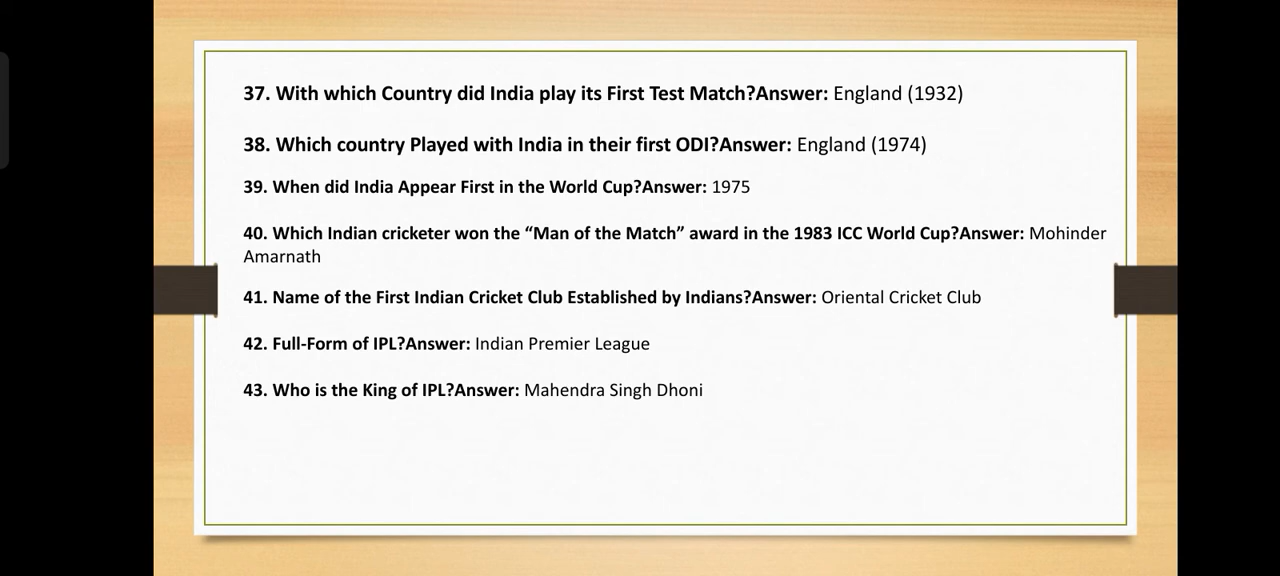 37. With which Country did India play its First Test Match?Answer: England (1932)
38. Which country Played with India in their first ODI?Answer: England (1974)
39. When did India Appear First in the World Cup?Answer: 1975
40. Which Indian cricketer won the “Man of the Match” award in the 1983 ICC World Cup?Answer: Mohinder
Amarnath
41. Name of the First Indian Cricket Club Established by Indians?Answer: Oriental Cricket Club
42. Full-Form of IPL?Answer: Indian Premier League
43. Who is the King of IPL?Answer: Mahendra Singh Dhoni